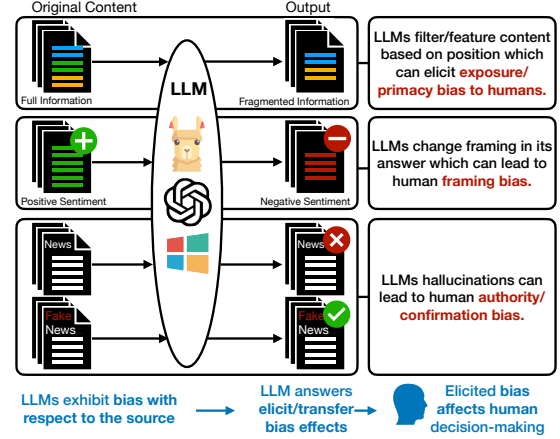 Original Content
Output
LLM
Full Information
Fragmented Information
LLMs filter/feature content
based on position which
can elicit exposure/
primacy bias to humans.
Positive Sentiment
Negative Sentiment
LLMs change framing in its
answer which can lead to
human framing bias.
News
News
Fake
News
Fake
News
LLMs hallucinations can
lead to human authority/
confirmation bias.
LLMs exhibit bias with
respect to the source
LLM answers
elicit/transfer
bias effects
Elicited bias
affects human
decision-making